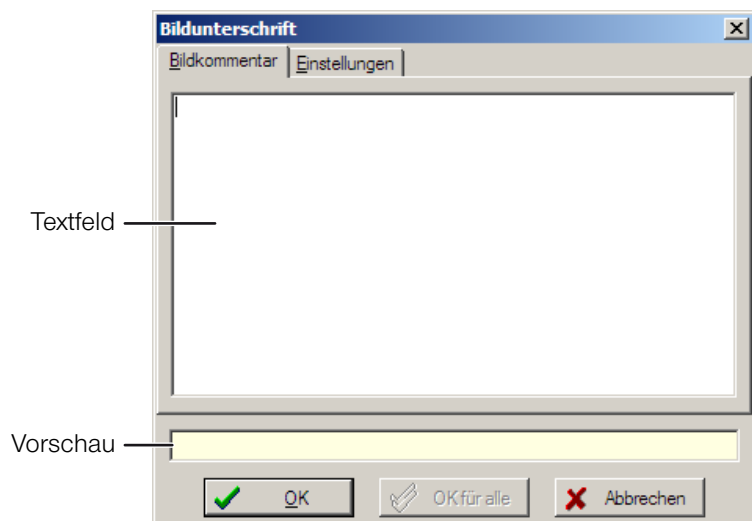 Bildunterschrift
Bildkommentar Einstellungen
Textfeld
Vorschau
OK OK für alle Abbrechen